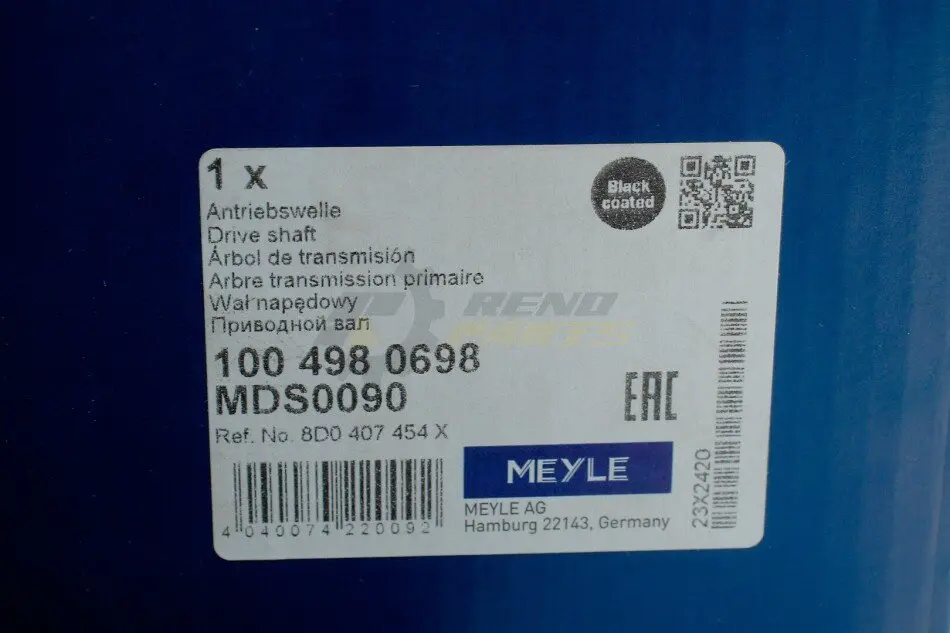 1 x
Black
coated
Antriebswelle
Drive shaft
Árbol de transmisión
Arbre transmission primaire
Wał napędowy
Приводной вал
RENO
PARTS
100 498 0698
MDS0090
Ref. No. 8D0 407 454 X
EAC
MEYLE
MEYLE AG
Hamburg 22143, Germany
4 040074 220092
23X2420